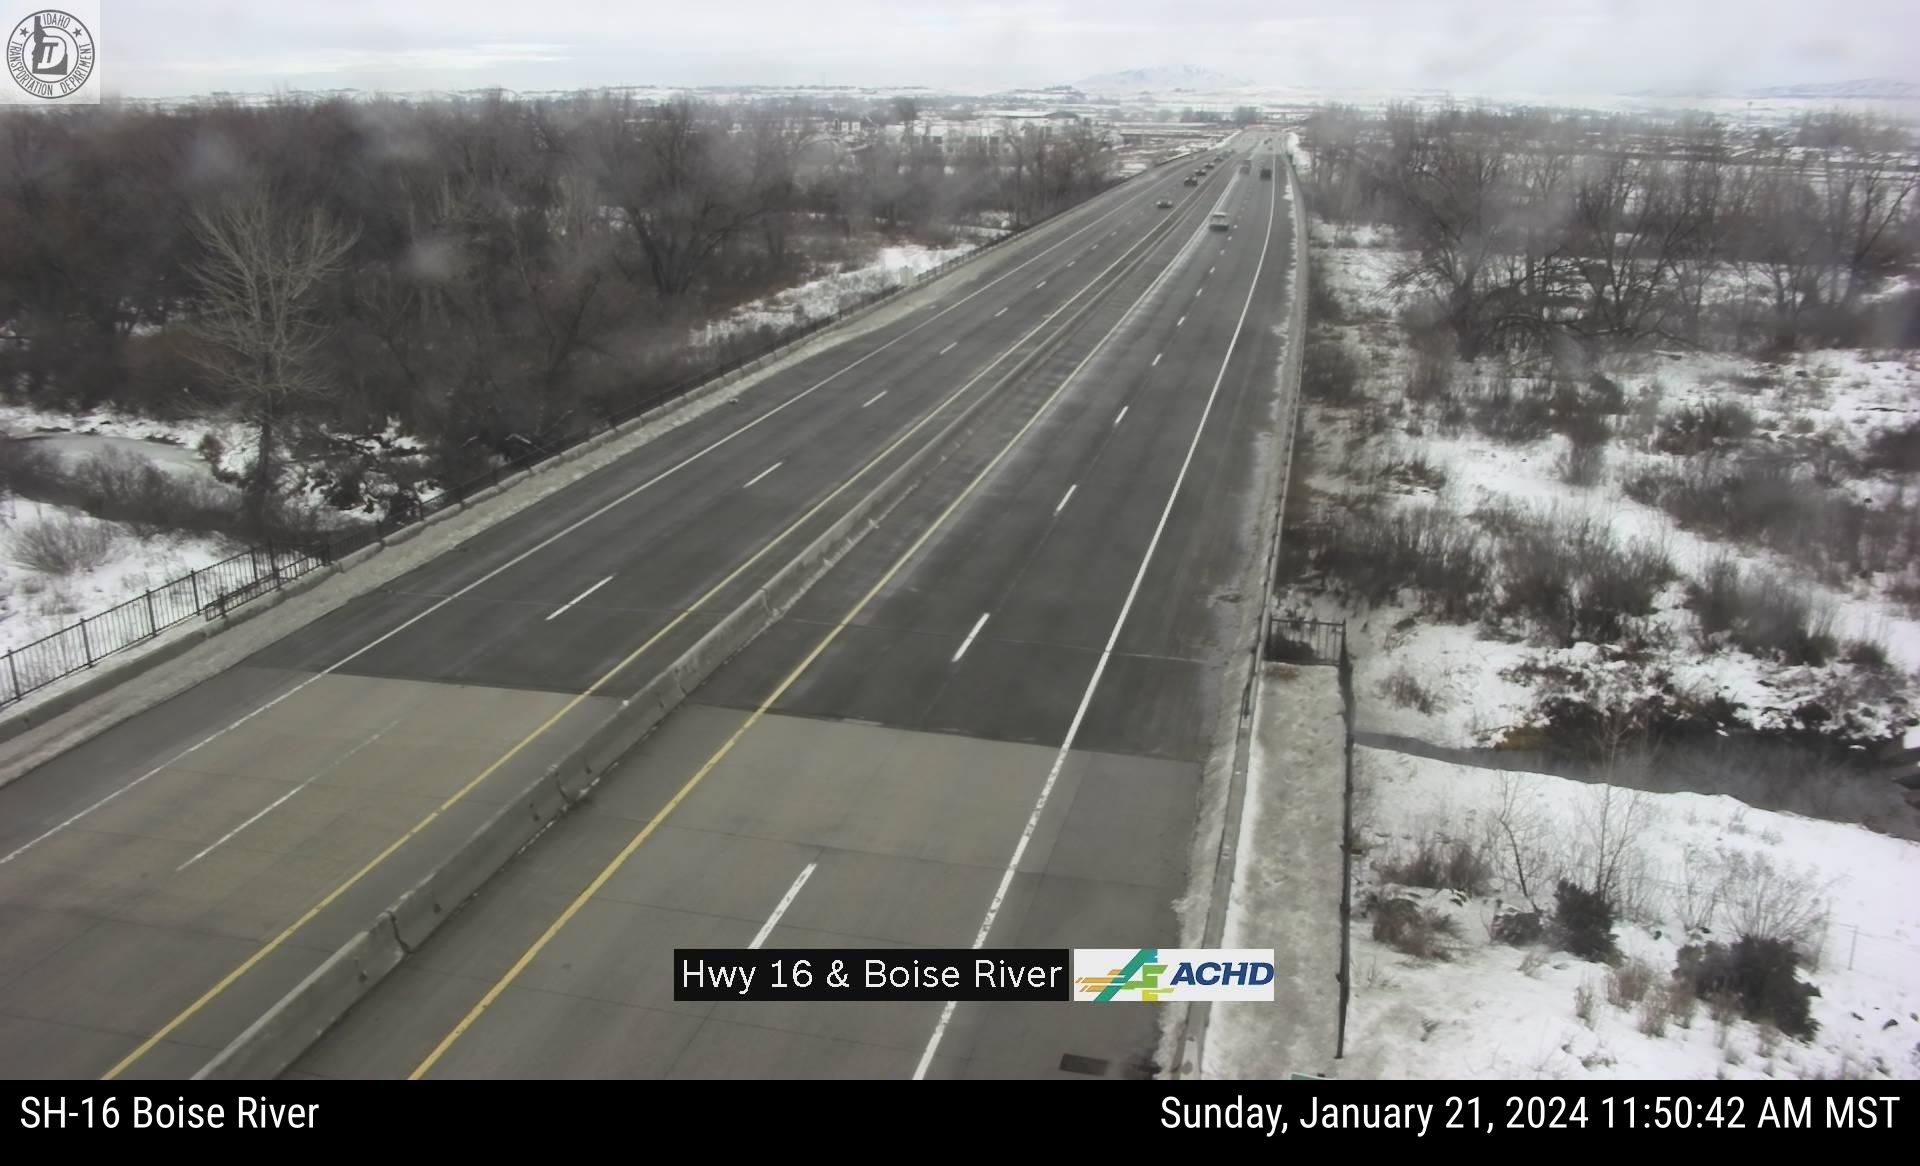 IDAHO
TRANSPORTATION DEPARTMENT
Hwy 16 & Boise River
ACHD
SH-16 Boise River
Sunday, January 21, 2024 11:50:42 AM MST